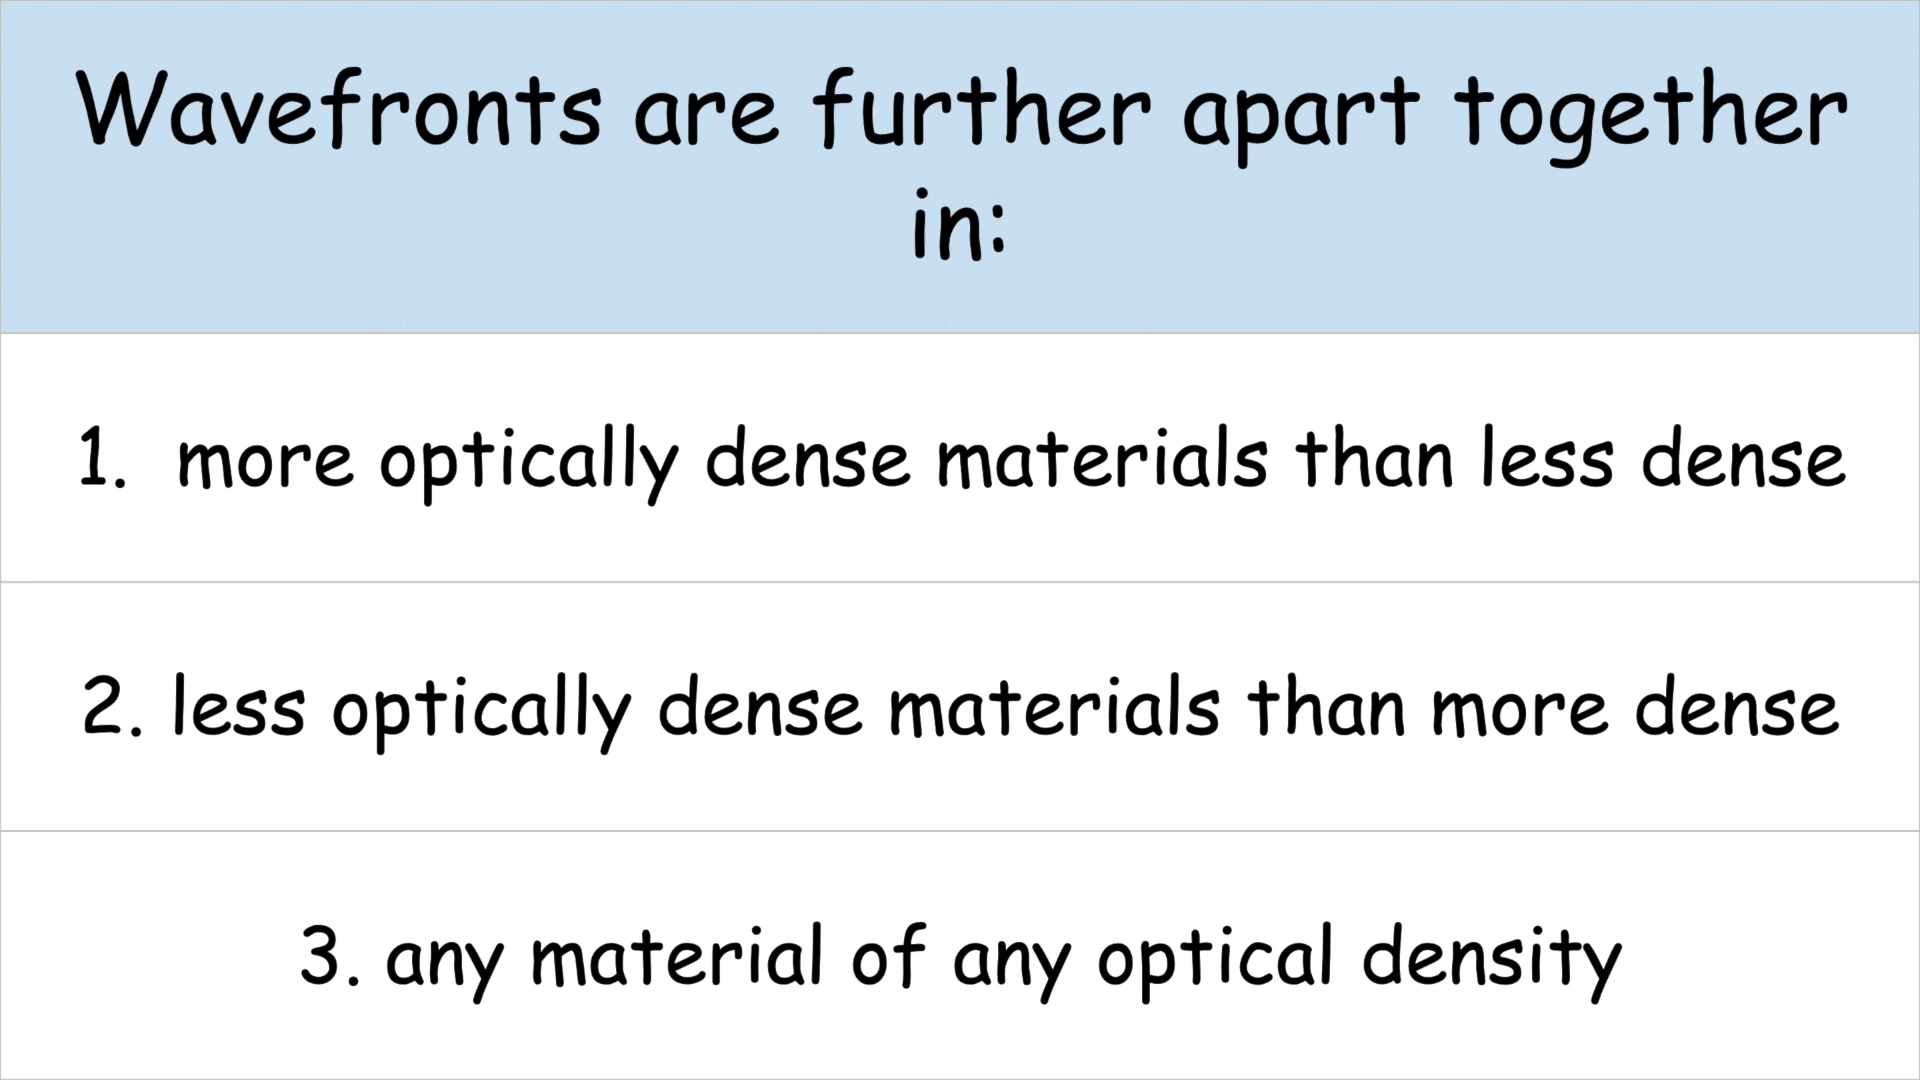 Wavefronts are further apart together
in:
1. more optically dense materials than less dense
2. less optically dense materials than more dense
3. any material of any optical density